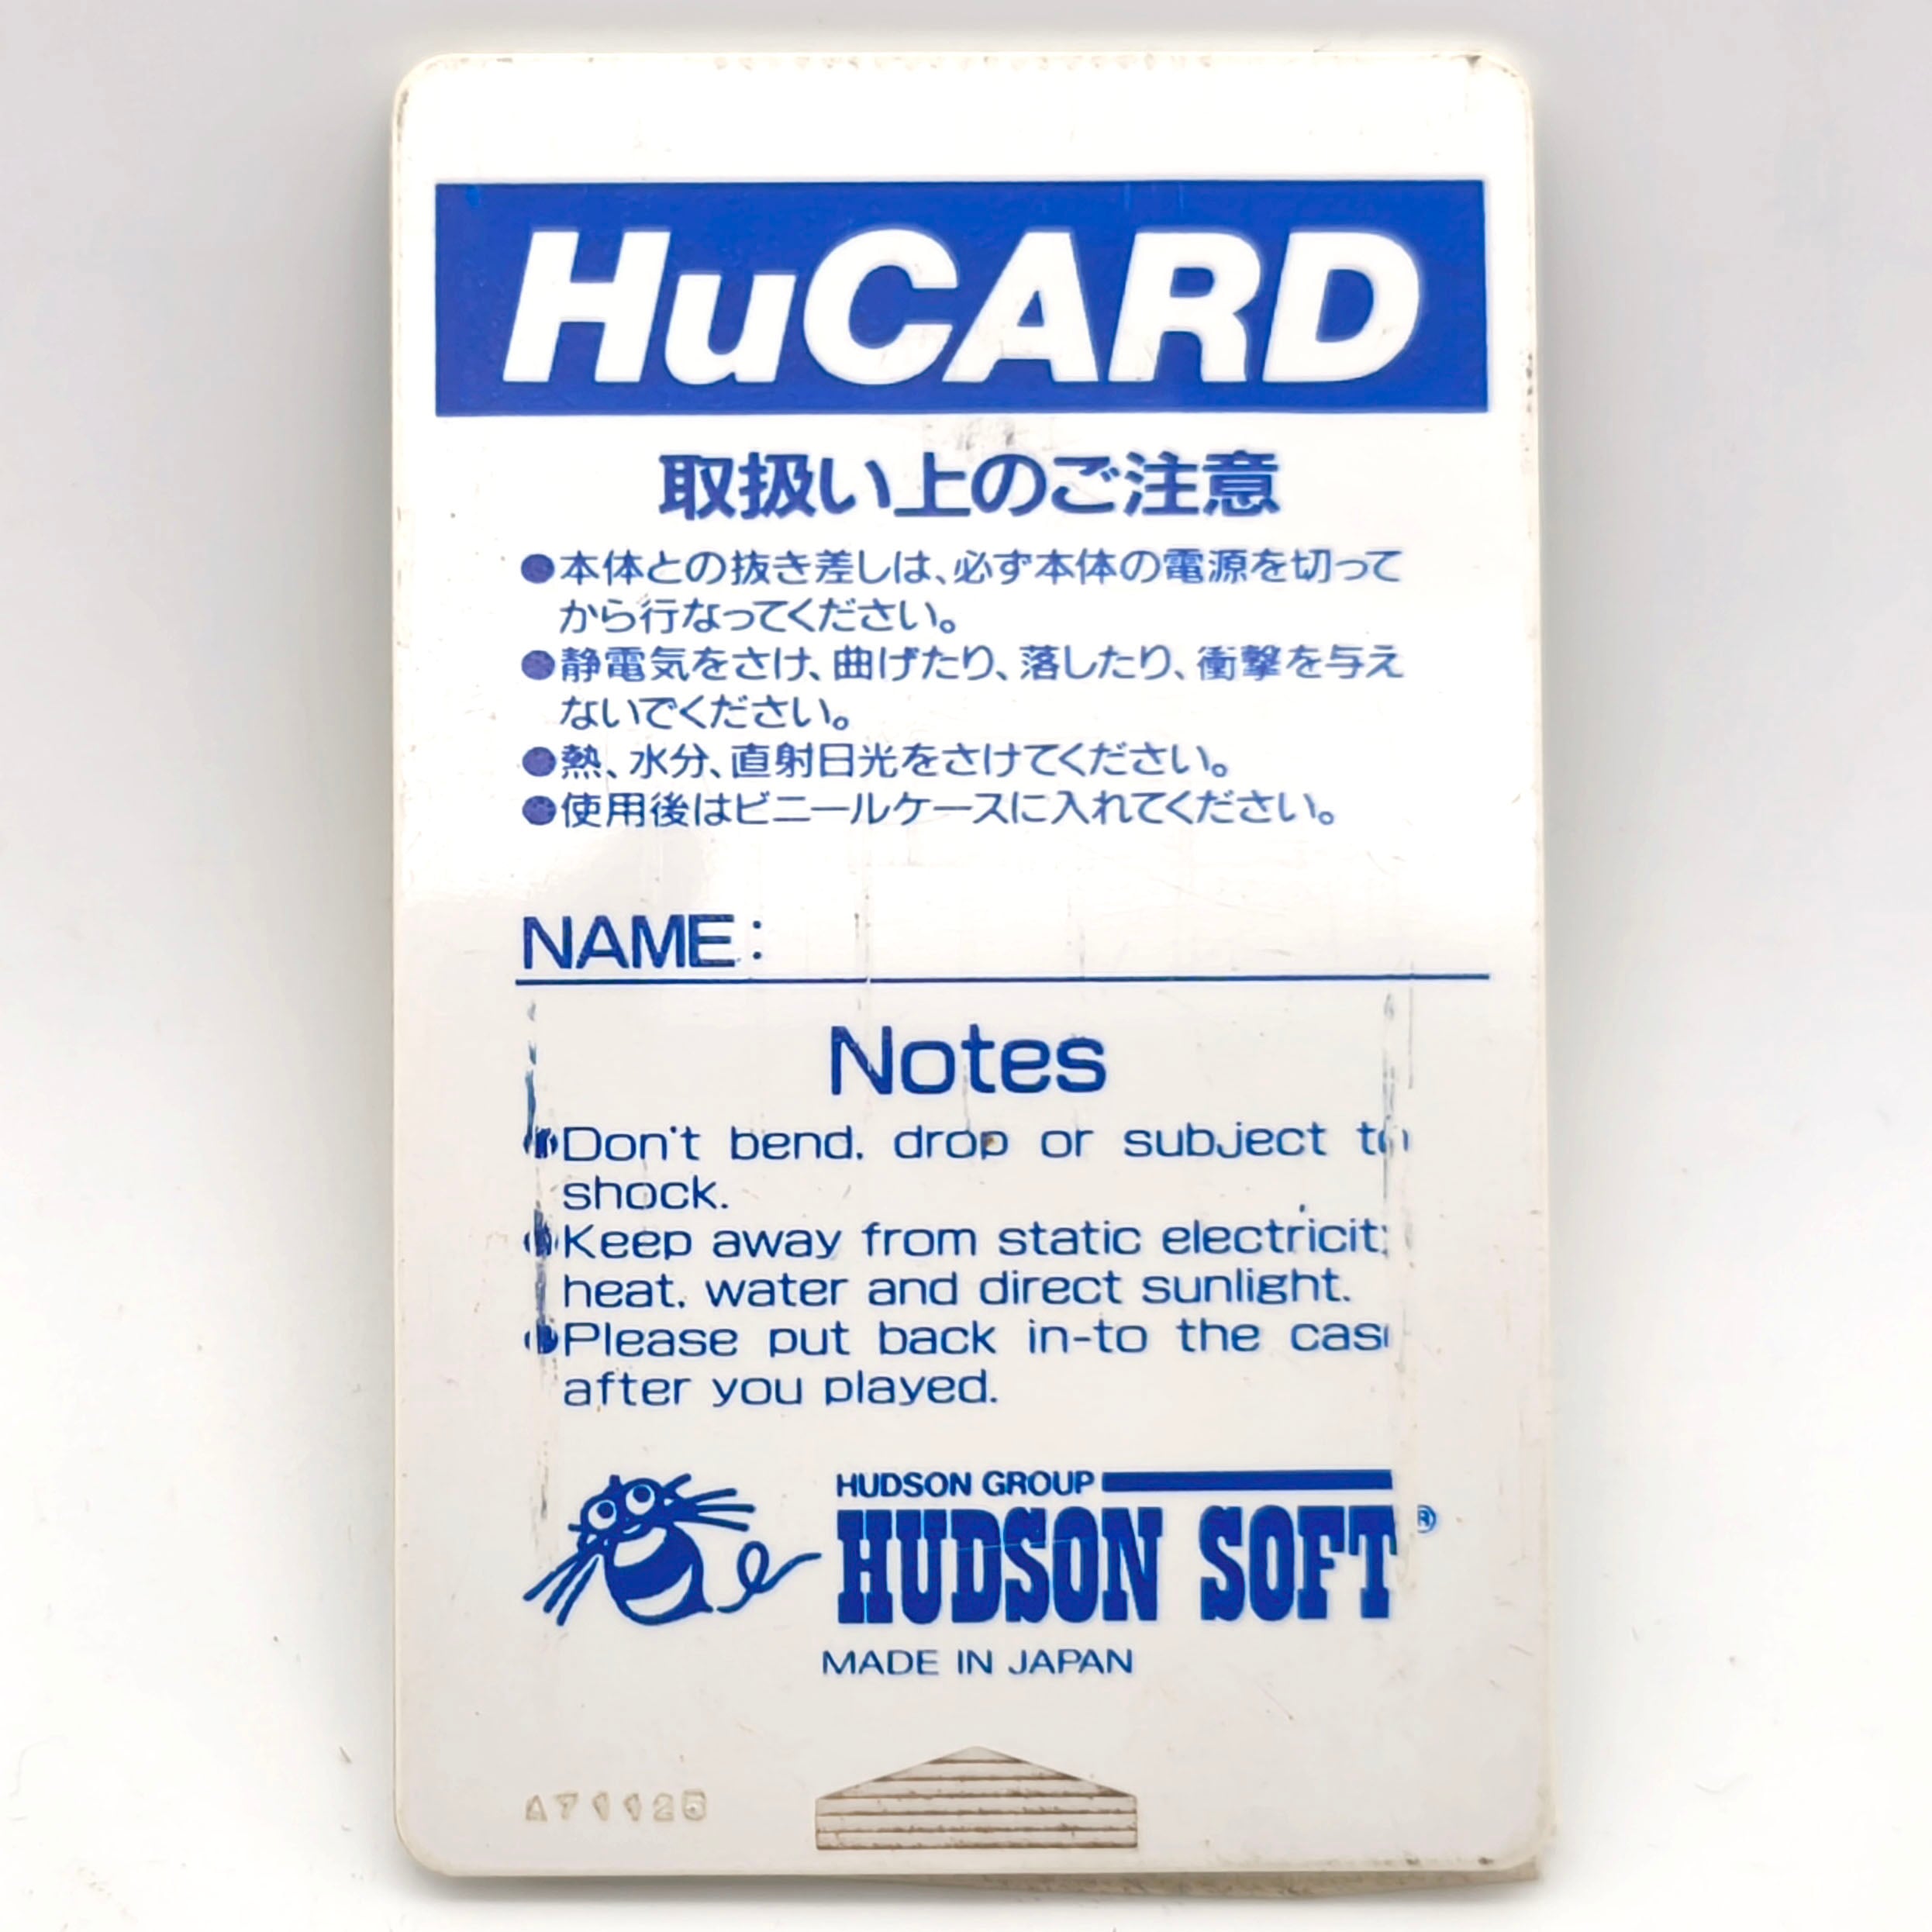 HuCARD
取扱い上のご注意
●本体との抜き差しは、必ず本体の電源を切って
から行なってください。
●静電気をさけ、曲げたり、落したり、衝撃を与え
ないでください。
●熱、水分、直射日光をさけてください。
●使用後はビニールケースに入れてください。
NAME:
Notes
●Don't bend, drop or subject to
shock.
●Keep away from static electricity
heat, water and direct sunlight.
●Please put back in-to the case
after you played.
HUDSON GROUP
HUDSON SOFT®
MADE IN JAPAN
A71125